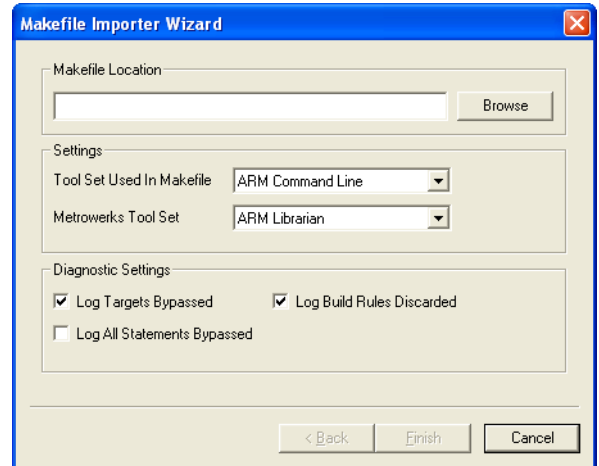 Makefile Importer Wizard
Makefile Location
Browse
Settings
Tool Set Used In Makefile ARM Command Line
Metrowerks Tool Set ARM Librarian
Diagnostic Settings
Log Targets Bypassed Log Build Rules Discarded
Log All Statements Bypassed
< Back Finish Cancel